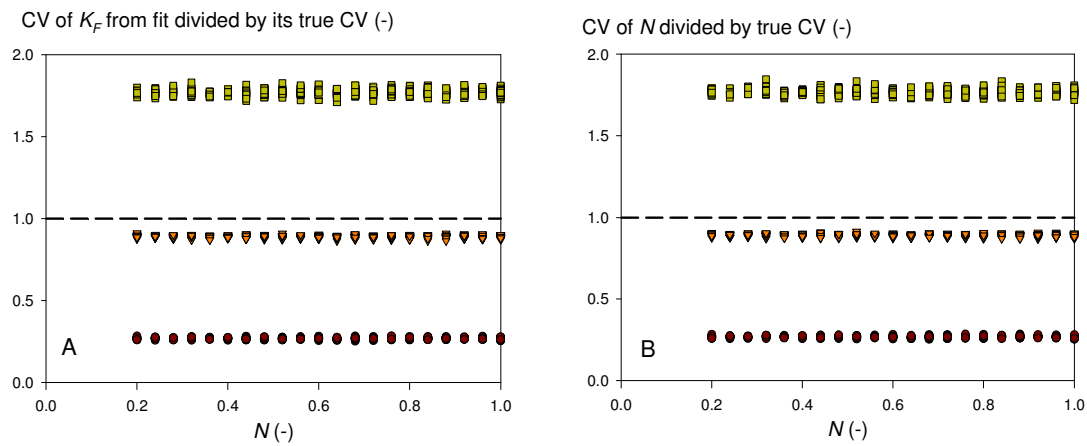 CV of K_F from fit divided by its true CV (-)
2.0
1.5
1.0
0.5
0.0
A
0.0 0.2 0.4 0.6 0.8 1.0
N (-)
CV of N divided by true CV (-)
2.0
1.5
1.0
0.5
0.0
B
0.0 0.2 0.4 0.6 0.8 1.0
N (-)